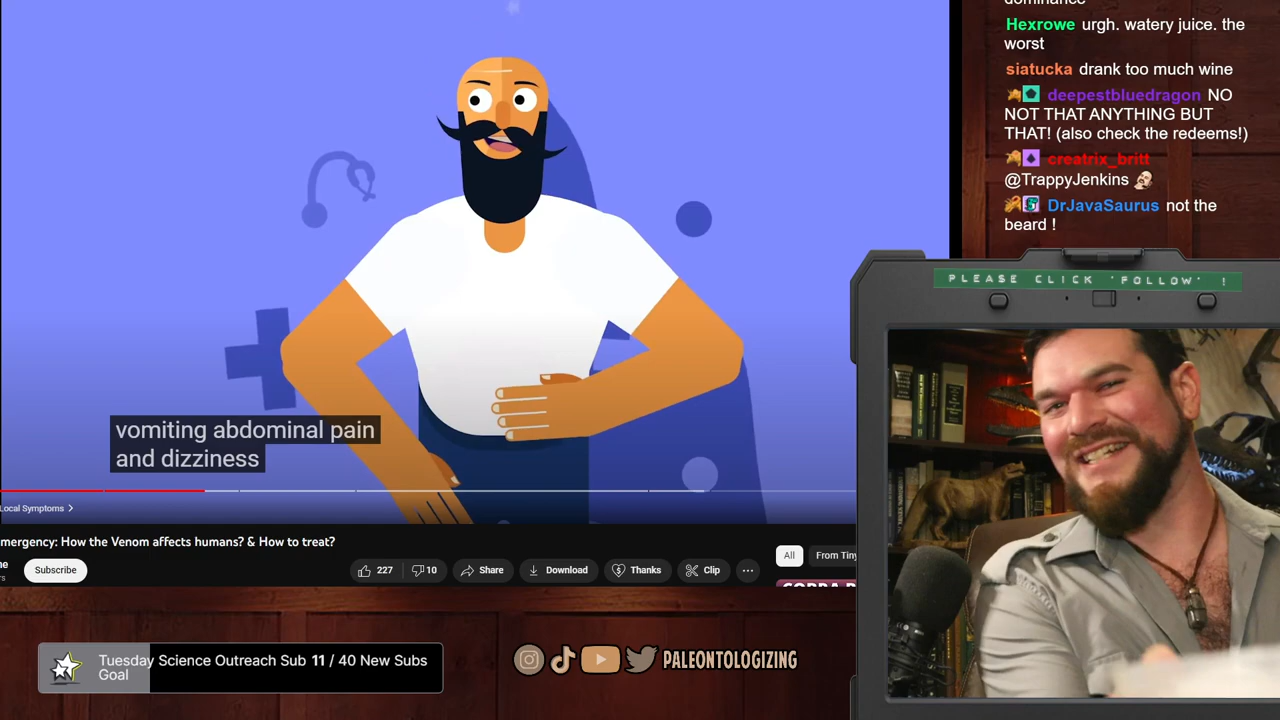 dominance
Hexrowe urgh. watery juice. the
worst
siatucka drank too much wine
deepestbluedragon NO
NOT THAT ANYTHING BUT
THAT! (also check the redeems!)
creatrix_britt
@TrappyJenkins
DrJavaSaurus not the
beard !
PLEASE CLICK 'FOLLOW' !
vomiting abdominal pain
and dizziness
Local Symptoms
mergency: How the Venom affects humans? & How to treat?
Subscribe
227
10
Share
Download
Thanks
Clip
All
From Tiny
Tuesday Science Outreach Sub 11 / 40 New Subs
Goal
PALEONTOLOGIZING